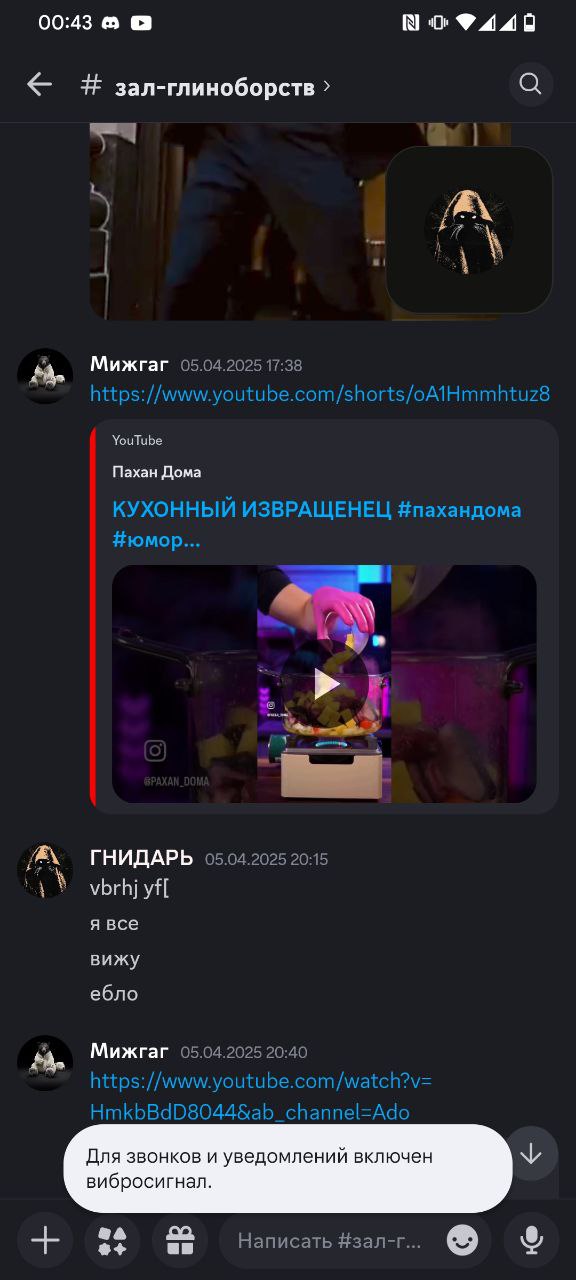 00:43
# зал-глиноборств ›
Мижгаг 05.04.2025 17:38
https://www.youtube.com/shorts/oA1Hmmhtuz8
YouTube
Пахан Дома
КУХОННЫЙ ИЗВРАЩЕНЕЦ #пахандома
#юмор...
@PAXAN_DOMA
ГНИДАРЬ 05.04.2025 20:15
vbrhj yf[
я все
вижу
ебло
Мижгаг 05.04.2025 20:40
https://www.youtube.com/watch?v=
HmkbBdD8044&ab_channel=Ado
Для звонков и уведомлений включен
вибросигнал.
Написать #зал-г...